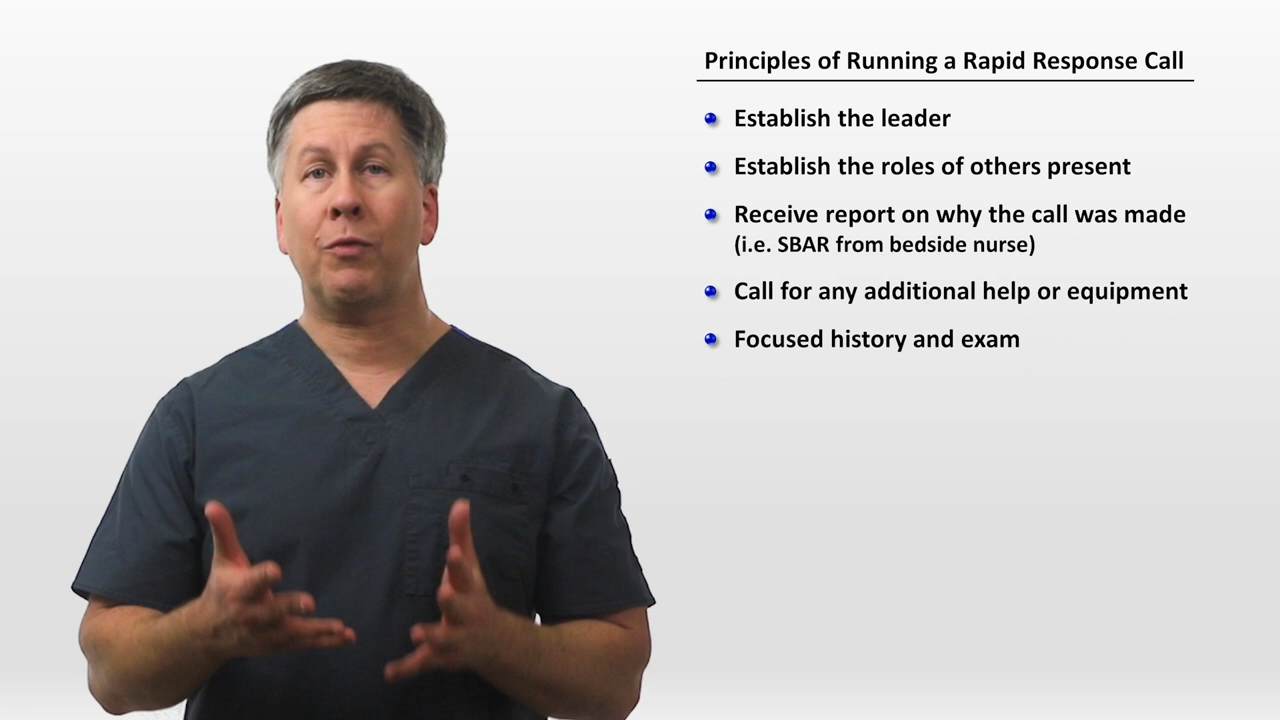 Principles of Running a Rapid Response Call
Establish the leader
Establish the roles of others present
Receive report on why the call was made
(i.e. SBAR from bedside nurse)
Call for any additional help or equipment
Focused history and exam